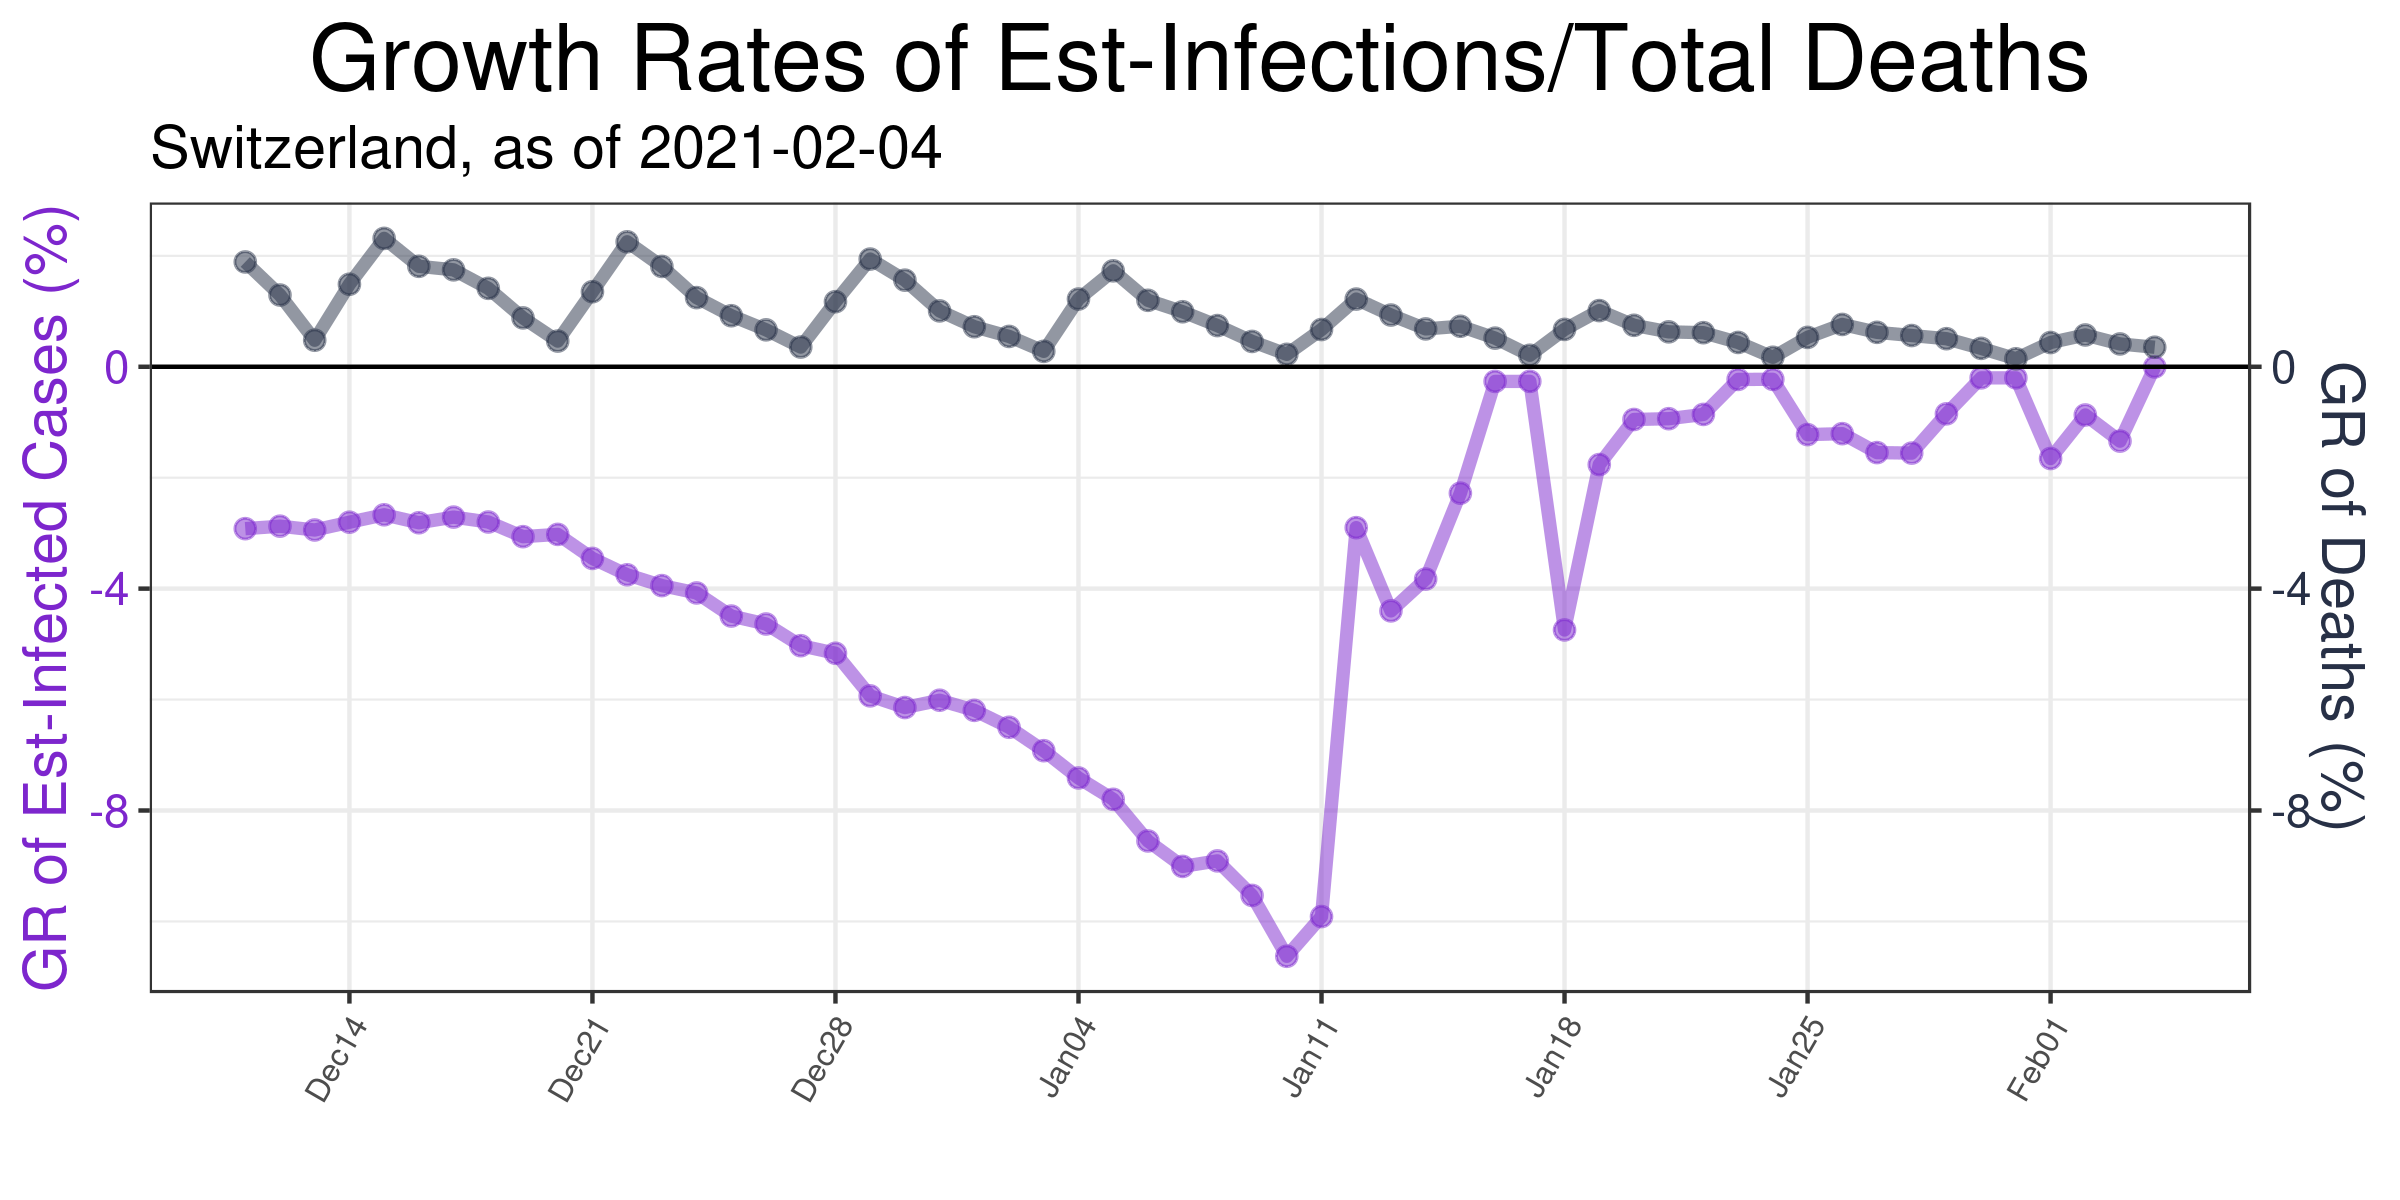 Growth Rates of Est-Infections/Total Deaths
Switzerland, as of 2021-02-04
GR of Est-Infected Cases (%)
0
-4
-8
0
-4
-8
GR of Deaths (%)
Dec14
Dec21
Dec28
Jan04
Jan11
Jan18
Jan25
Feb01